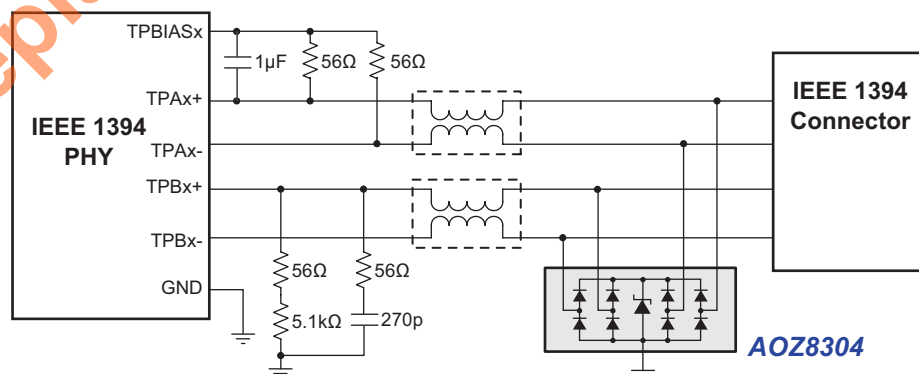 TPBIASx
1µF
56Ω
56Ω
TPAx+
IEEE 1394
PHY
TPAx-
TPBx+
TPBx-
GND
56Ω
56Ω
5.1kΩ
270p
IEEE 1394
Connector
AOZ8304